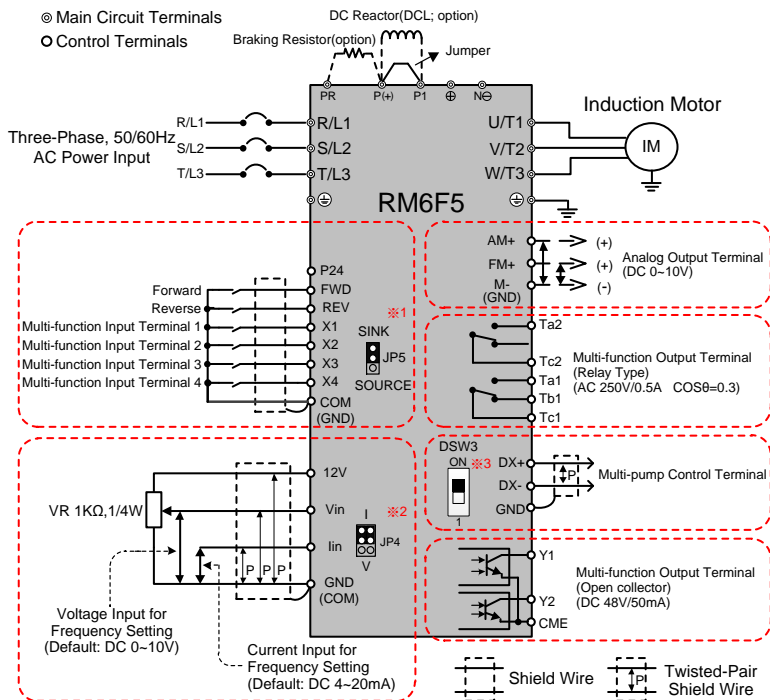 ◎ Main Circuit Terminals
○ Control Terminals
DC Reactor(DCL; option)
Braking Resistor(option)
Jumper
PR
P(+)
P1
⊕
N⊖
Three-Phase, 50/60Hz
AC Power Input
R/L1
S/L2
T/L3
R/L1
S/L2
T/L3
U/T1
V/T2
W/T3
Induction Motor
IM
RM6F5
P24
FWD
REV
X1
X2
X3
X4
COM
(GND)
Forward
Reverse
Multi-function Input Terminal 1
Multi-function Input Terminal 2
Multi-function Input Terminal 3
Multi-function Input Terminal 4
※1
SINK
JP5
SOURCE
AM+
FM+
M-
(GND)
(+)
(+)
(-)
Analog Output Terminal
(DC 0~10V)
Ta2
Tc2
Ta1
Tb1
Tc1
Multi-function Output Terminal
(Relay Type)
(AC 250V/0.5A COSθ=0.3)
DSW3
ON
※3
1
DX+
DX-
GND
P
Multi-pump Control Terminal
12V
Vin
Iin
GND
(COM)
VR 1KΩ,1/4W
P
P
P
※2
I
JP4
V
Voltage Input for
Frequency Setting
(Default: DC 0~10V)
Current Input for
Frequency Setting
(Default: DC 4~20mA)
Y1
Y2
CME
Multi-function Output Terminal
(Open collector)
(DC 48V/50mA)
Shield Wire
P
Twisted-Pair
Shield Wire